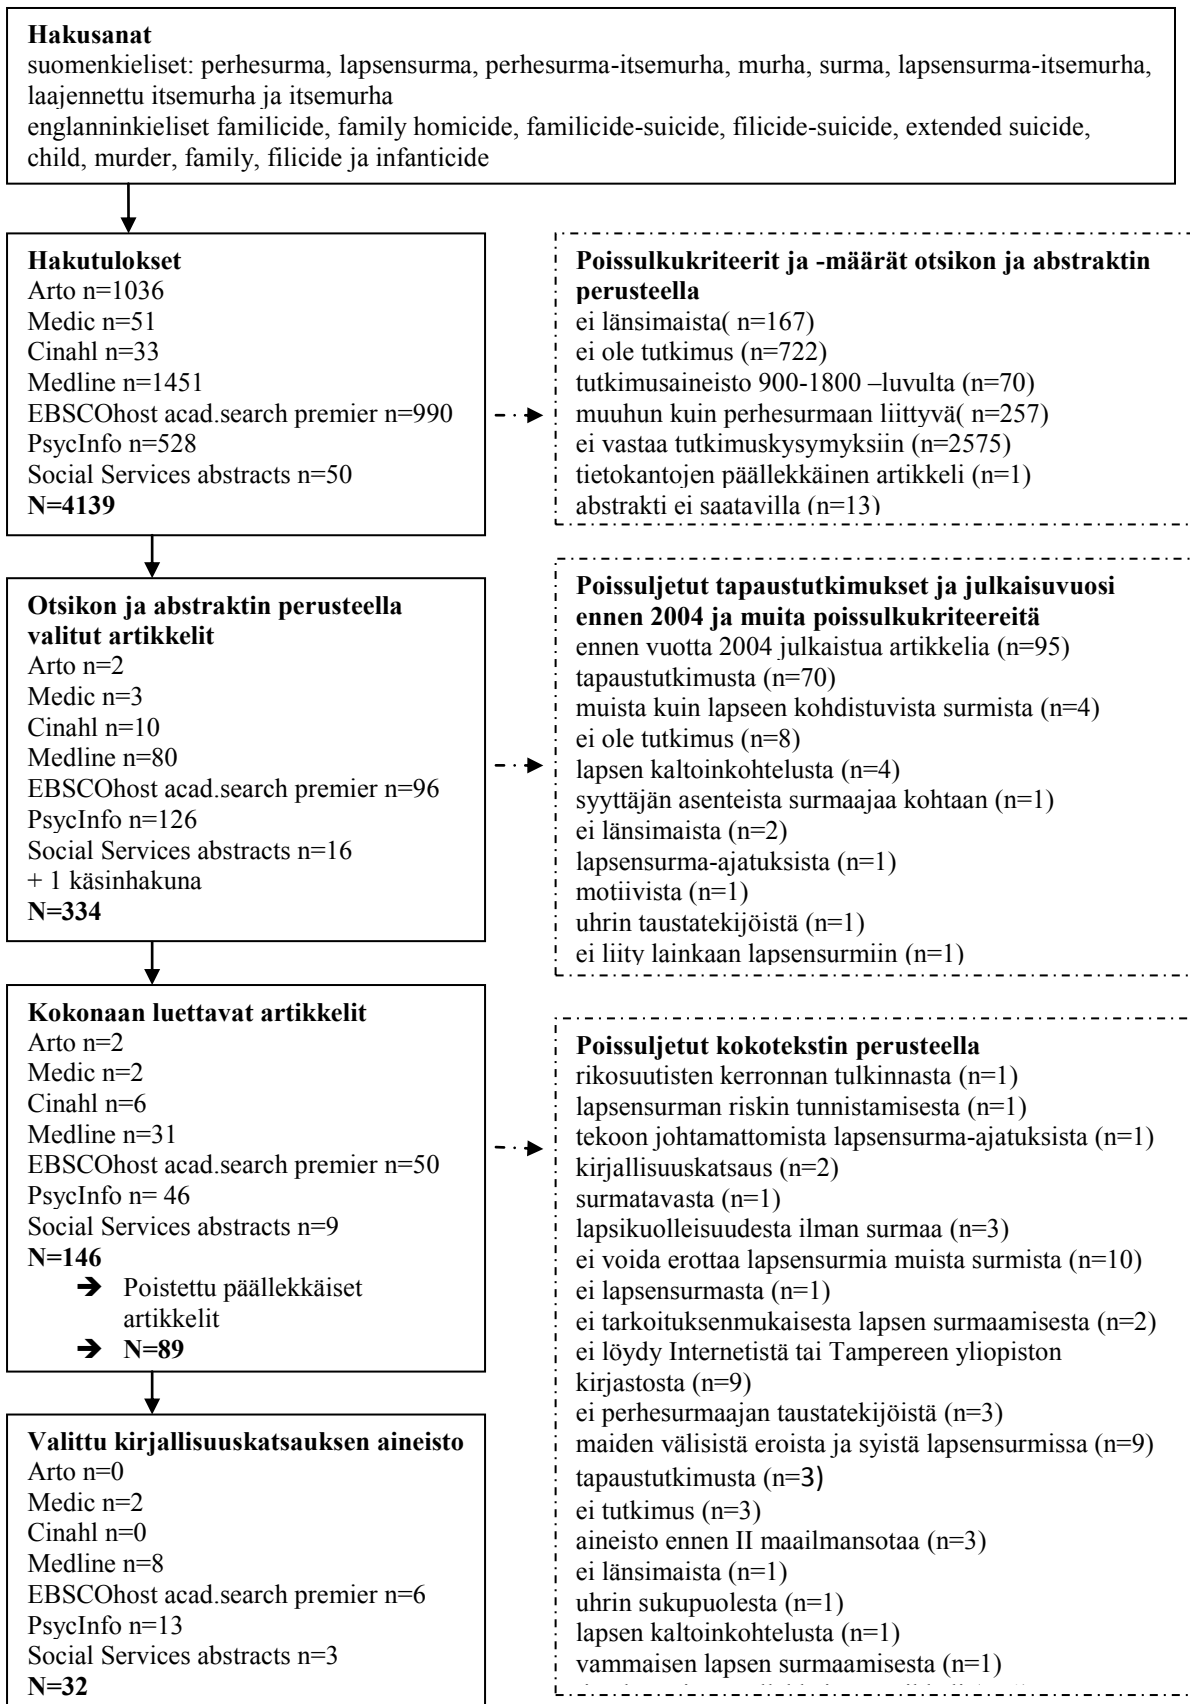 Hakusanat
suomenkieliset: perhesurma, lapsensurma, perhesurma-itsemurha, murha, surma, lapsensurma-itsemurha,
laajennettu itsemurha ja itsemurha
englanninkieliset familicide, family homicide, familicide-suicide, filicide-suicide, extended suicide,
child, murder, family, filicide ja infanticide
Hakutulokset
Arto n=1036
Medic n=51
Cinahl n=33
Medline n=1451
EBSCOhost acad.search premier n=990
PsycInfo n=528
Social Services abstracts n=50
N=4139
Poissulkukriteerit ja -määrät otsikon ja abstraktin
perusteella
ei länsimaista( n=167)
ei ole tutkimus (n=722)
tutkimusaineisto 900-1800 –luvulta (n=70)
muuhun kuin perhesurmaan liittyvä( n=257)
ei vastaa tutkimuskysymyksiin (n=2575)
tietokantojen päällekkäinen artikkeli (n=1)
abstrakti ei saatavilla (n=13)
Otsikon ja abstraktin perusteella
valitut artikkelit
Arto n=2
Medic n=3
Cinahl n=10
Medline n=80
EBSCOhost acad.search premier n=96
PsycInfo n=126
Social Services abstracts n=16
+ 1 käsinhakuna
N=334
Poissuljetut tapaustutkimukset ja julkaisuvuosi
ennen 2004 ja muita poissulkukriteereitä
ennen vuotta 2004 julkaistua artikkelia (n=95)
tapaustutkimusta (n=70)
muista kuin lapseen kohdistuvista surmista (n=4)
ei ole tutkimus (n=8)
lapsen kaltoinkohtelusta (n=4)
syyttäjän asenteista surmaajaa kohtaan (n=1)
ei länsimaista (n=2)
lapsensurma-ajatuksista (n=1)
motiivista (n=1)
uhrin taustatekijöistä (n=1)
ei liity lainkaan lapsensurmiin (n=1)
Kokonaan luettavat artikkelit
Arto n=2
Medic n=2
Cinahl n=6
Medline n=31
EBSCOhost acad.search premier n=50
PsycInfo n= 46
Social Services abstracts n=9
N=146
➔ Poistettu päällekkäiset
artikkelit
➔ N=89
Poissuljetut kokotekstin perusteella
rikosuutisten kerronnan tulkinnasta (n=1)
lapsensurman riskin tunnistamisesta (n=1)
tekoon johtamattomista lapsensurma-ajatuksista (n=1)
kirjallisuuskatsaus (n=2)
surmatavasta (n=1)
lapsikuolleisuudesta ilman surmaa (n=3)
ei voida erottaa lapsensurmia muista surmista (n=10)
ei lapsensurmasta (n=1)
ei tarkoituksenmukaisesta lapsen surmaamisesta (n=2)
ei löydy Internetistä tai Tampereen yliopiston
kirjastosta (n=9)
ei perhesurmaajan taustatekijöistä (n=3)
maiden välisistä eroista ja syistä lapsensurmissa (n=9)
tapaustutkimusta (n=3)
ei tutkimus (n=3)
aineisto ennen II maailmansotaa (n=3)
ei länsimaista (n=1)
uhrin sukupuolesta (n=1)
lapsen kaltoinkohtelusta (n=1)
vammaisen lapsen surmaamisesta (n=1)
Valittu kirjallisuuskatsauksen aineisto
Arto n=0
Medic n=2
Cinahl n=0
Medline n=8
EBSCOhost acad.search premier n=6
PsycInfo n=13
Social Services abstracts n=3
N=32